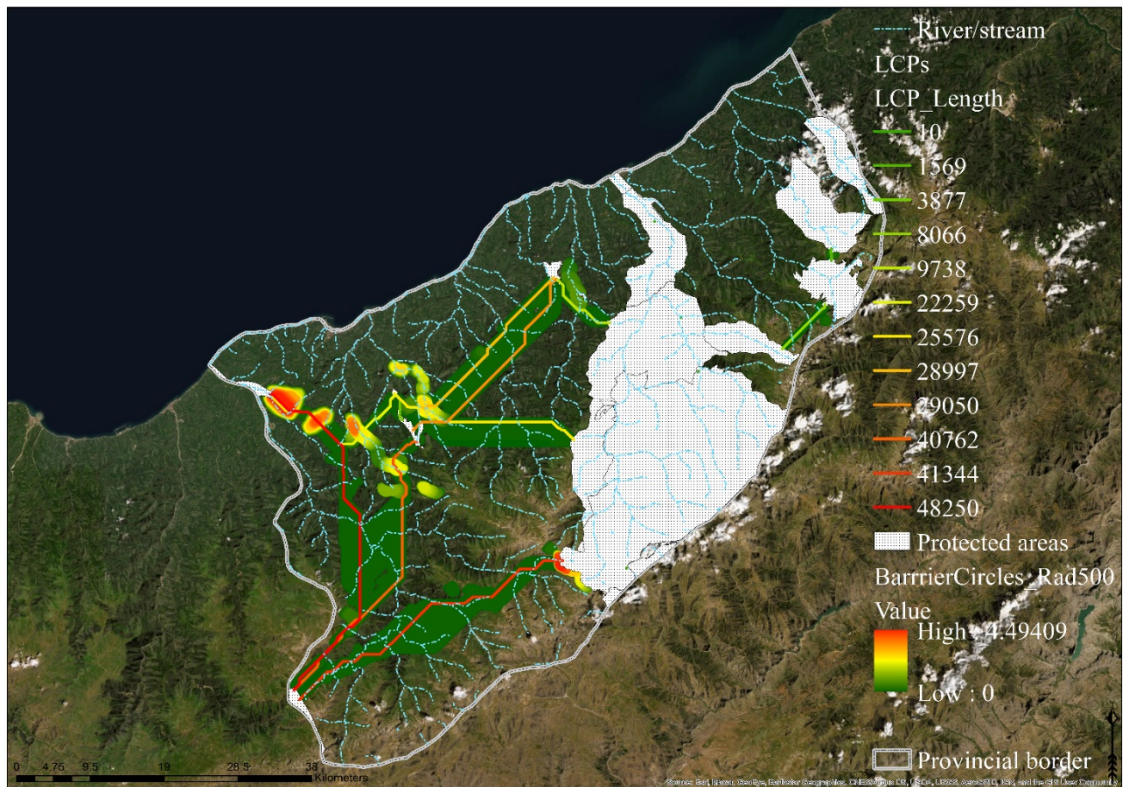 River/stream
LCPs
LCP_Length
10
1569
3877
8066
9738
22259
25576
28997
29050
40762
41344
48250
Protected areas
BarrrierCircles_Rad500
Value
High : 4.49409
Low : 0
Provincial border
0 4.75 9.5 19 28.5 38
Kilometers